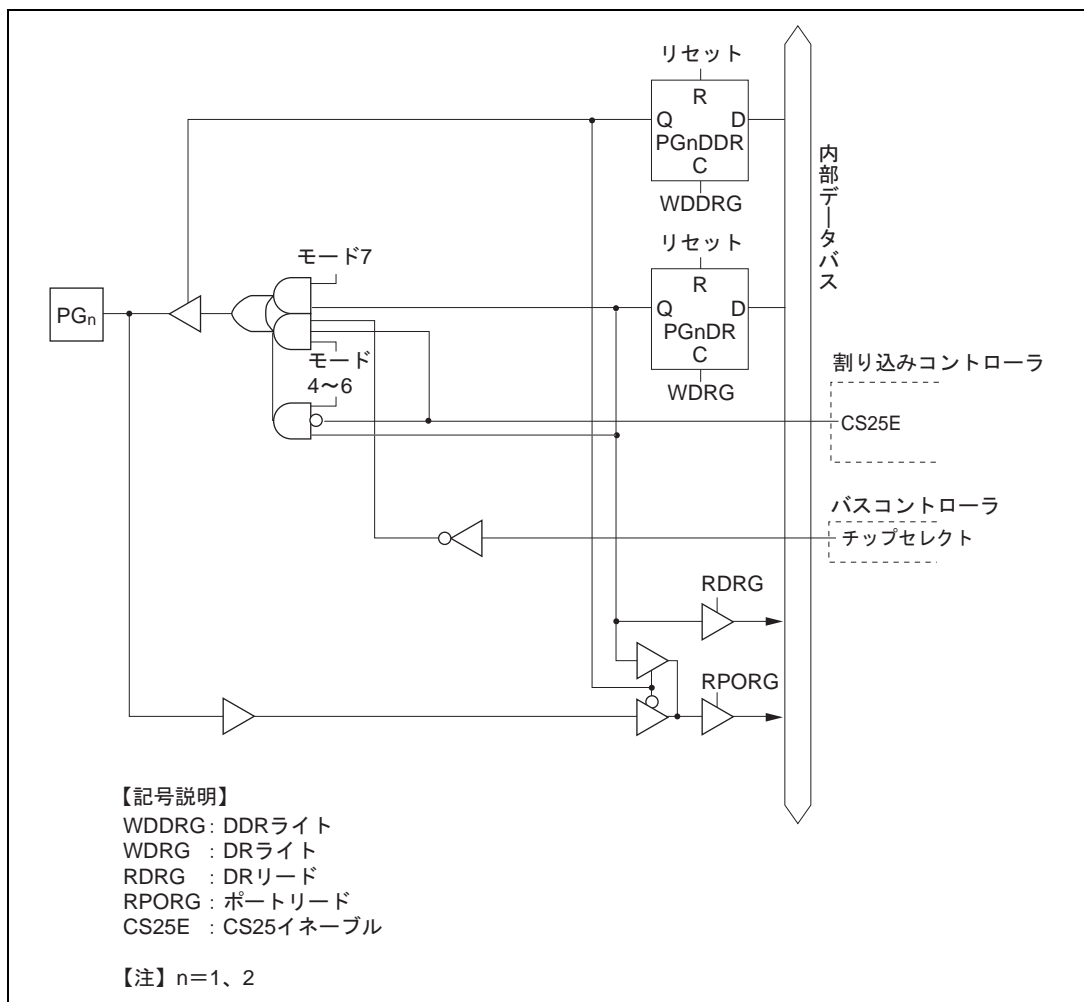 リセット
R
Q
D
PGnDDR
C
WDDRG
内部データバス
モード7
リセット
R
Q
D
PGnDR
C
WDRG
PGn
モード
4～6
割り込みコントローラ
CS25E
バスコントローラ
チップセレクト
RDRG
RPORG
【記号説明】
WDDRG : DDRライト
WDRG : DRライト
RDRG : DRリード
RPORG : ポートリード
CS25E : CS25イネーブル
【注】 n＝1、2